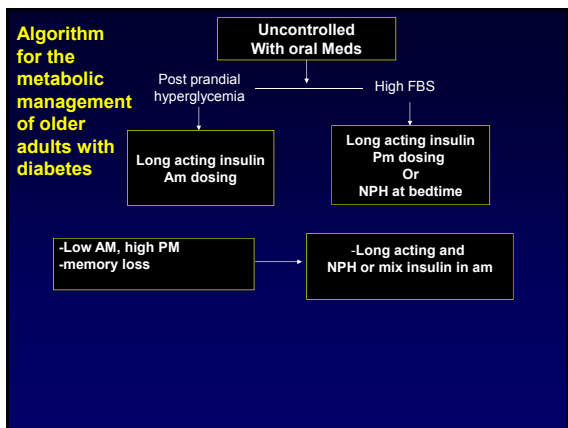 Algorithm
for the
metabolic
management
of older
adults with
diabetes
Uncontrolled
With oral Meds
Post prandial
hyperglycemia
High FBS
Long acting insulin
Am dosing
Long acting insulin
Pm dosing
Or
NPH at bedtime
-Low AM, high PM
-memory loss
-Long acting and
NPH or mix insulin in am